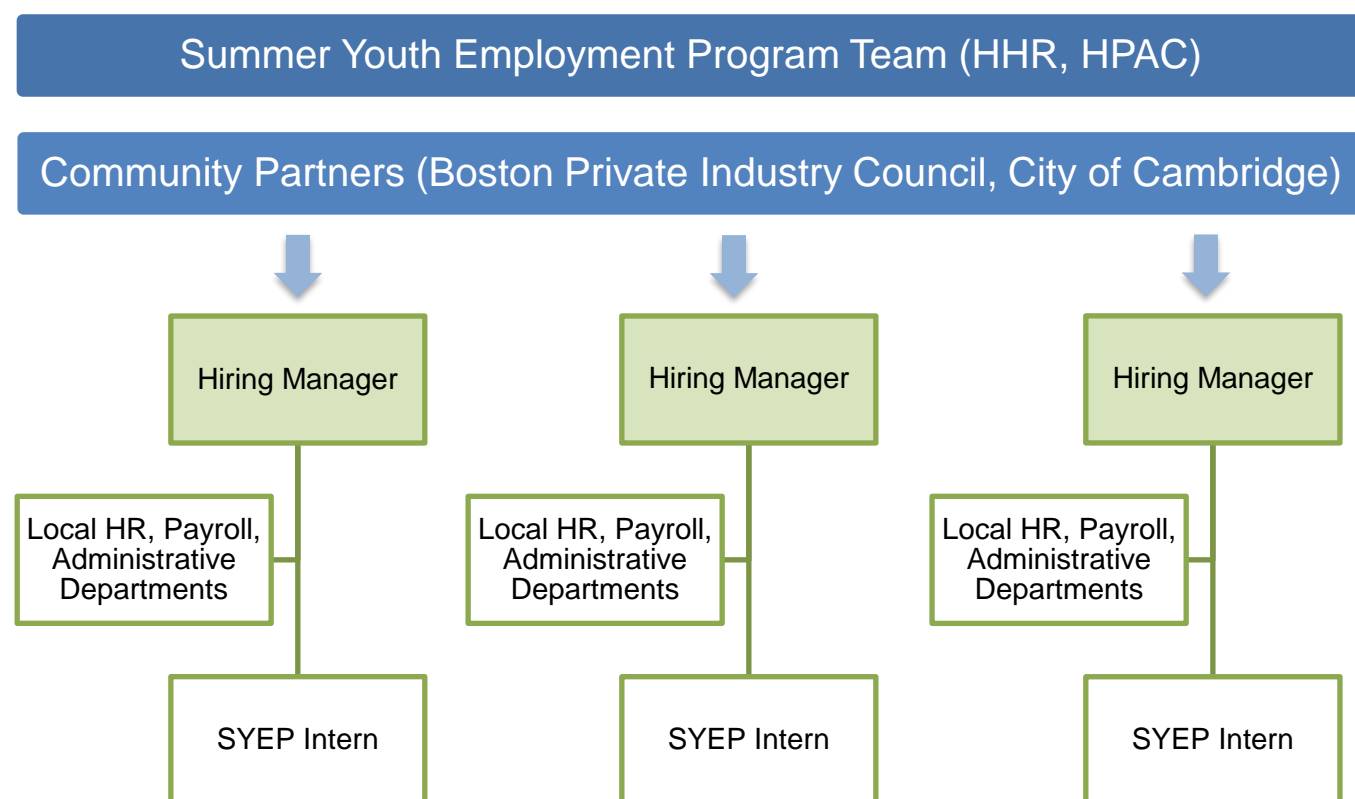 Summer Youth Employment Program Team (HHR, HPAC)
Community Partners (Boston Private Industry Council, City of Cambridge)
Hiring Manager
Hiring Manager
Hiring Manager
Local HR, Payroll,
Administrative
Departments
Local HR, Payroll,
Administrative
Departments
Local HR, Payroll,
Administrative
Departments
SYEP Intern
SYEP Intern
SYEP Intern